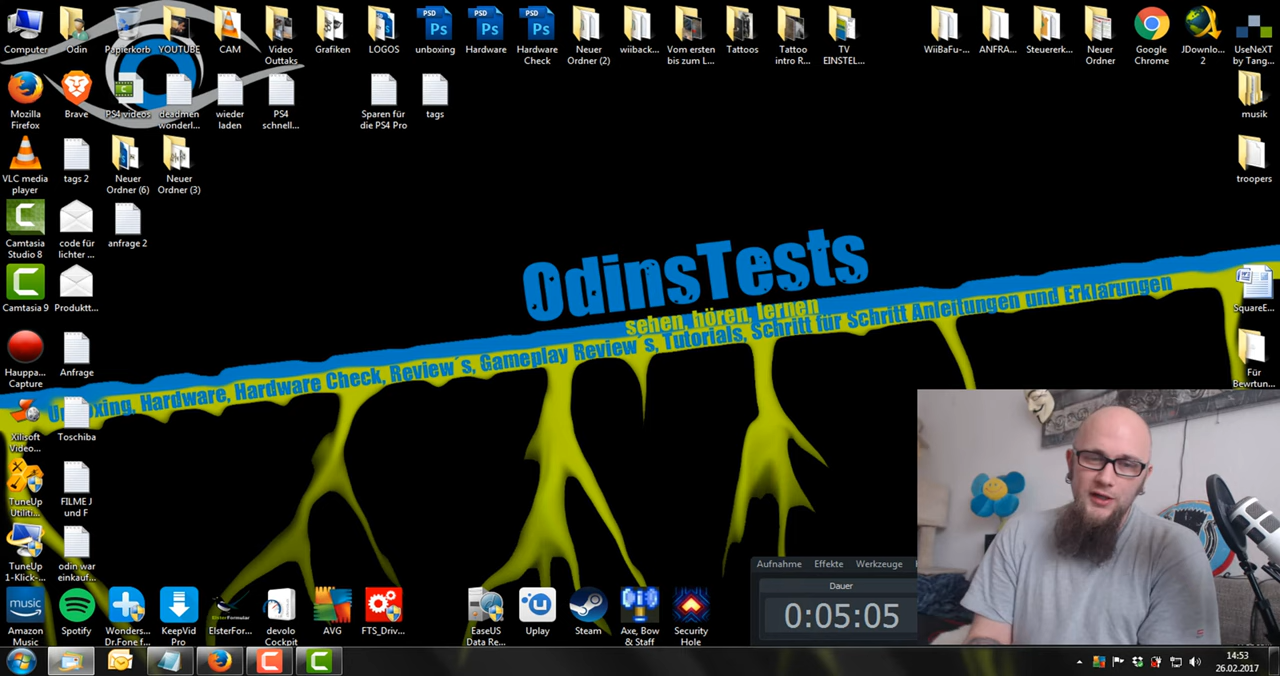 Computer
Odin
Papierkorb
YOUTUBE
CAM
Video
Outtaks
Grafiken
LOGOS
unboxing
Hardware
Hardware
Check
Neuer
Ordner (2)
wiiback...
Vom ersten
bis zum L...
Tattoos
Tattoo
intro R...
TV
EINSTEL...
WiiBaFu-...
ANFRA...
Steuererk...
Neuer
Ordner
Google
Chrome
JDownlo...
2
UseNeXT
by Tang...
Mozilla
Firefox
Brave
PS4 videos
deadmen
wonderl...
wieder
laden
PS4
schnell...
Sparen für
die PS4 Pro
tags
musik
VLC media
player
tags 2
Neuer
Ordner (6)
Neuer
Ordner (3)
troopers
Camtasia
Studio 8
code für
lichter ...
anfrage 2
OdinsTests
sehen, hören, lernen
Unboxing, Hardware, Hardware Check, Review´s, Gameplay Review´s, Tutorials, Schritt für Schritt Anleitungen und Erklärungen
Camtasia 9
Produktt...
SquareE...
Hauppa...
Capture
Anfrage
Für
Bewrtun...
Xilisoft
Video...
Toschiba
TuneUp
Utiliti...
FILME J
und F
TuneUp
1-Klick-...
odin war
einkauf...
Aufnahme
Effekte
Werkzeuge
Dauer
0:05:05
music
Amazon
Music
Spotify
Wonders...
Dr.Fone f...
KeepVid
Pro
ElsterFor...
devolo
Cockpit
AVG
FTS_Driv...
EaseUS
Data Re...
Uplay
Steam
Axe, Bow
& Staff
Security
Hole
14:53
26.02.2017